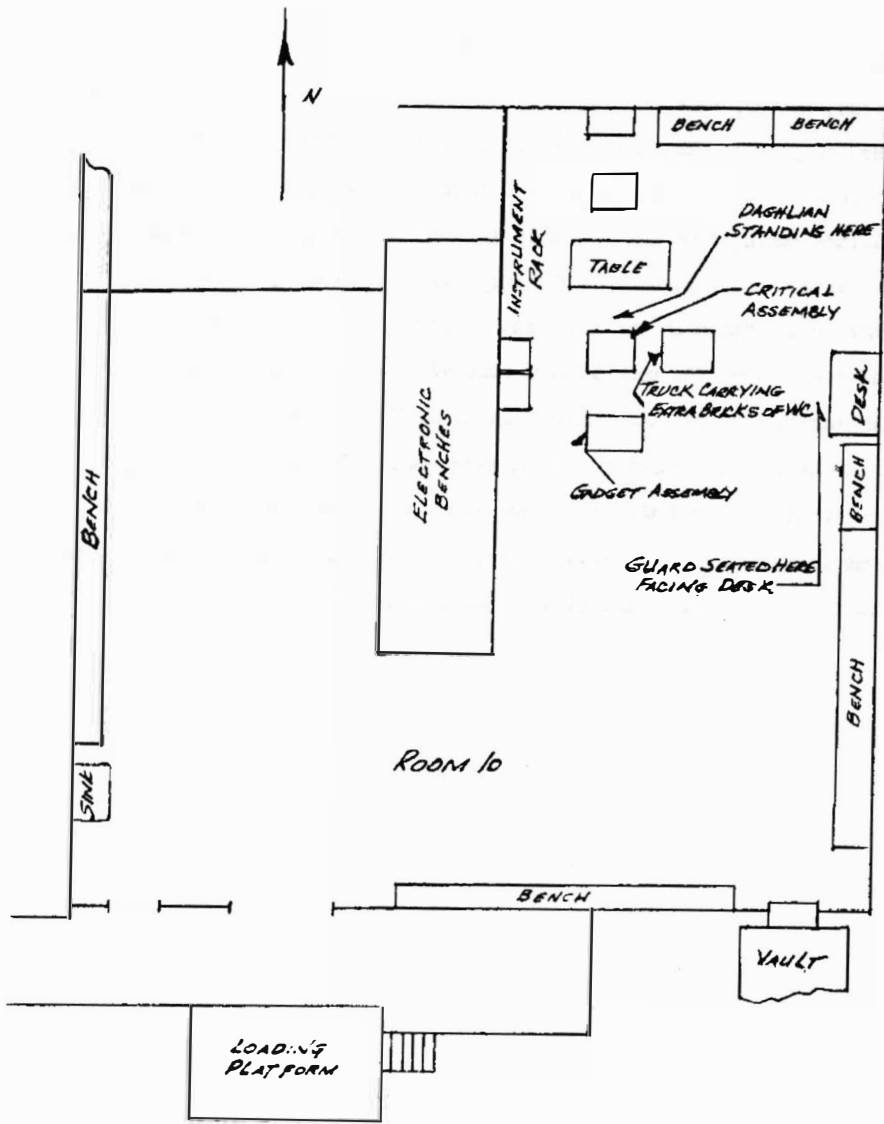 N
BENCH
BENCH
INSTRUMENT
RACK
DAGHLIAN
STANDING HERE
TABLE
CRITICAL
ASSEMBLY
TRUCK CARRYING
EXTRA BRICKS OF WC
DESK
ELECTRONIC
BENCHES
GADGET ASSEMBLY
BENCH
BENCH
GUARD SEATED HERE
FACING DESK
BENCH
ROOM 10
SINK
BENCH
VAULT
LOADING
PLATFORM